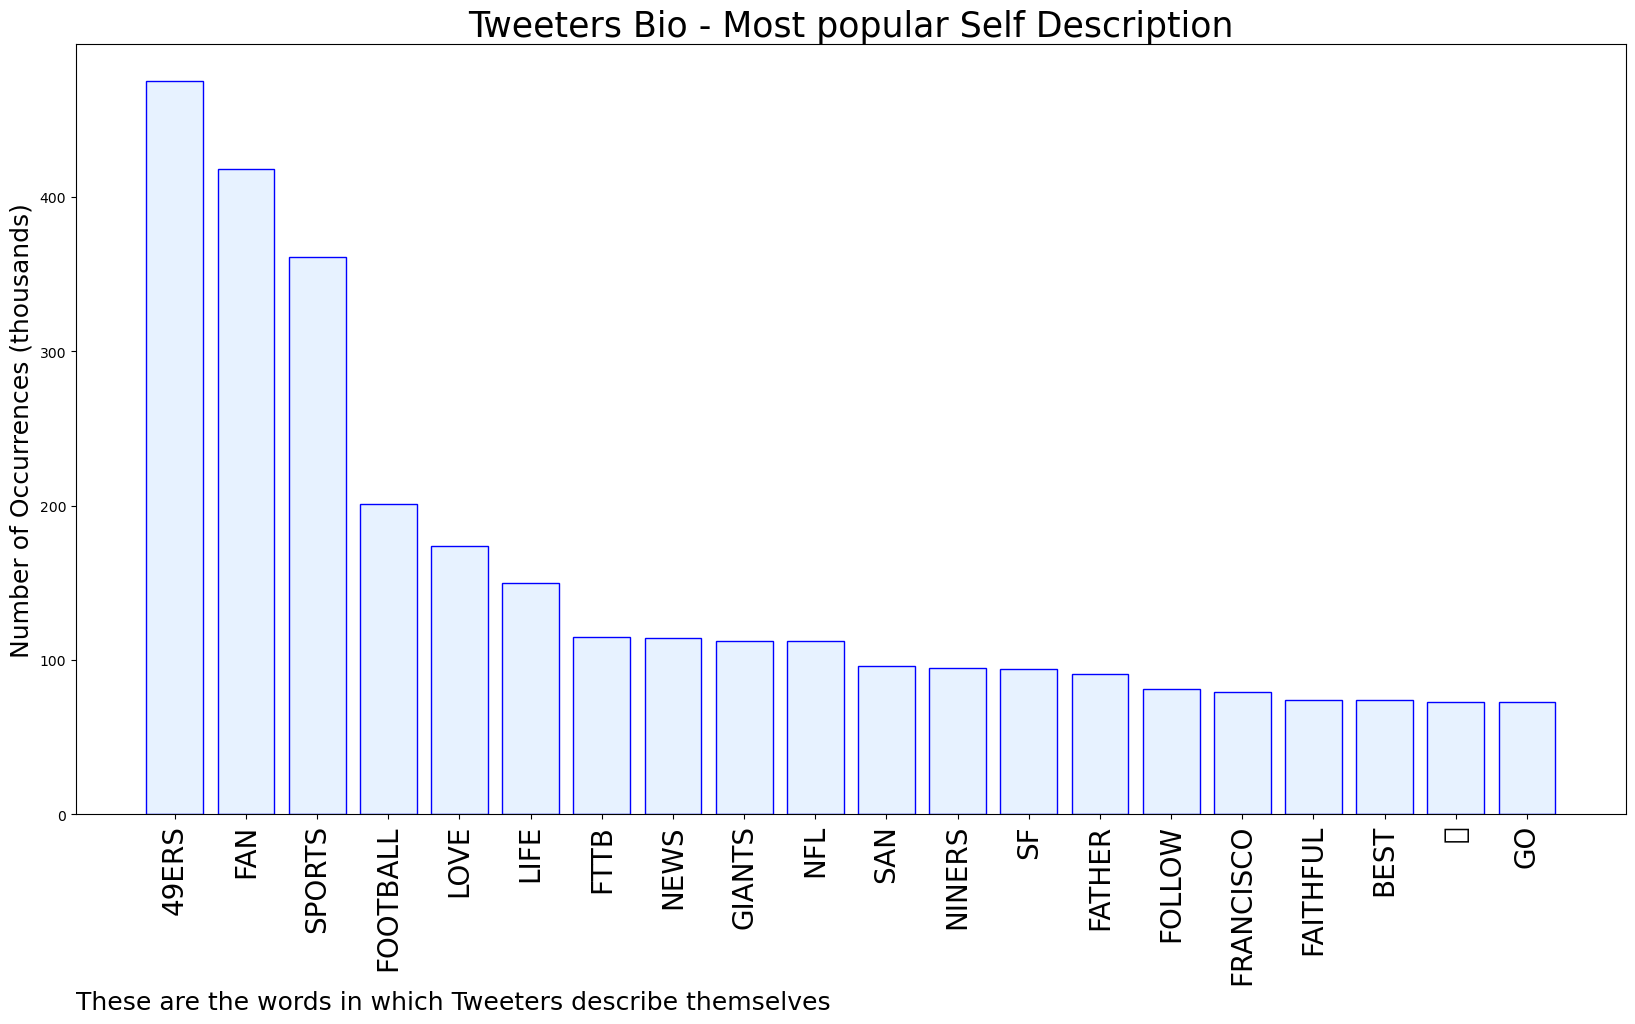 Tweeters Bio - Most popular Self Description
Number of Occurrences (thousands)
400
300
200
100
0
49ERS
FAN
SPORTS
FOOTBALL
LOVE
LIFE
FTTB
NEWS
GIANTS
NFL
SAN
NINERS
SF
FATHER
FOLLOW
FRANCISCO
FAITHFUL
BEST
GO
These are the words in which Tweeters describe themselves